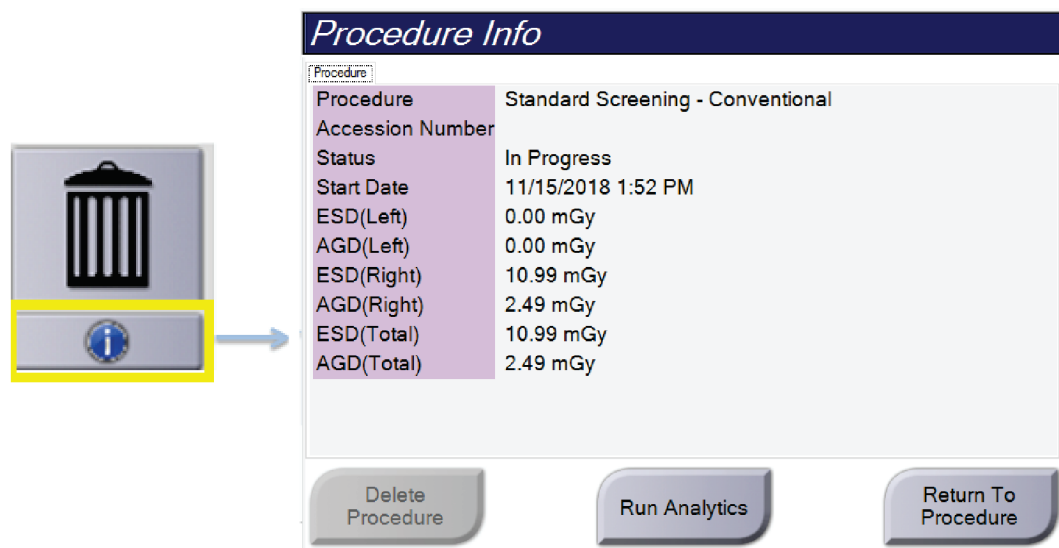 Procedure Info
Procedure
Procedure Standard Screening - Conventional
Accession Number
Status In Progress
Start Date 11/15/2018 1:52 PM
ESD(Left) 0.00 mGy
AGD(Left) 0.00 mGy
ESD(Right) 10.99 mGy
AGD(Right) 2.49 mGy
ESD(Total) 10.99 mGy
AGD(Total) 2.49 mGy
i
Delete
Procedure
Run Analytics
Return To
Procedure